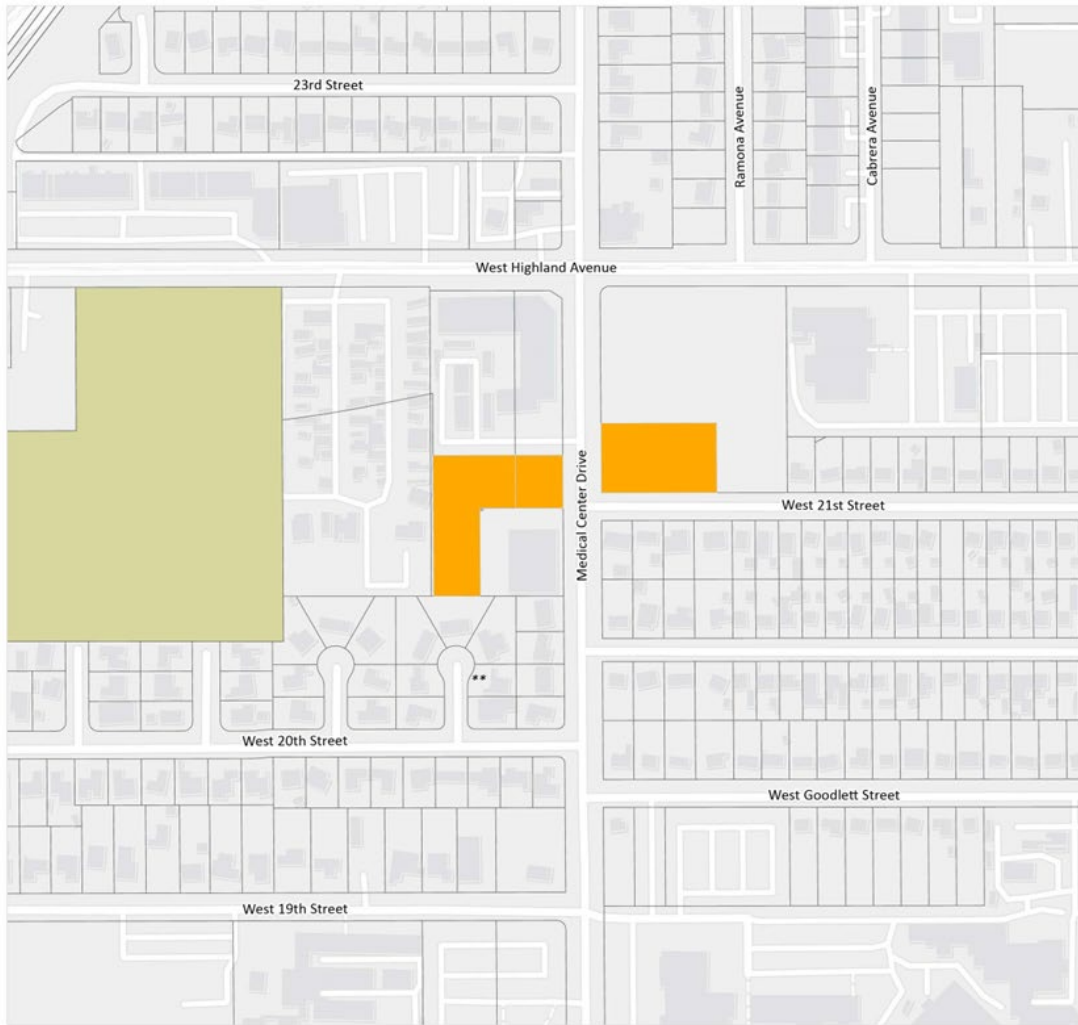 23rd Street
Ramona Avenue
Cabrera Avenue
West Highland Avenue
Medical Center Drive
West 21st Street
**
West 20th Street
West Goodlett Street
West 19th Street